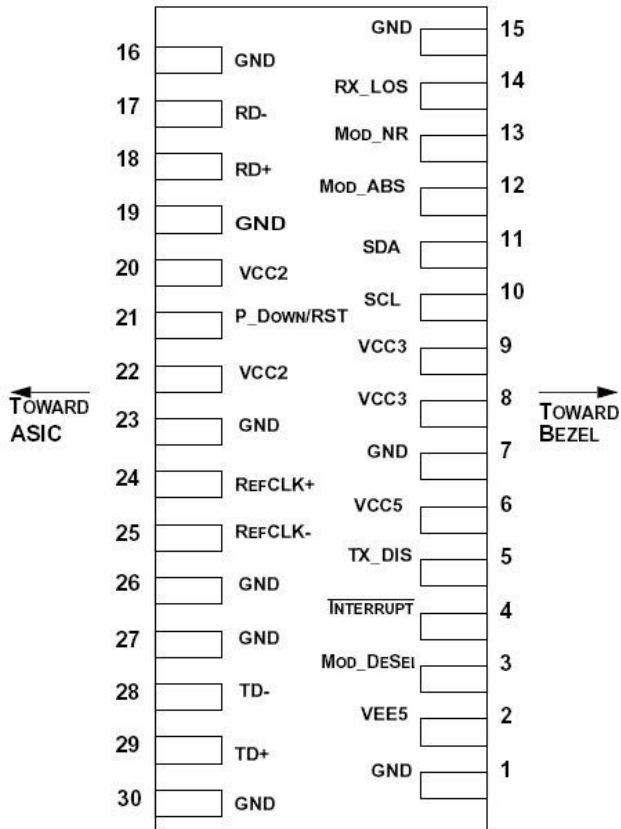 16 GND
17 RD-
18 RD+
19 GND
20 VCC2
21 P_DOWN/RST
22 VCC2
23 GND
24 REFCLK+
25 REFCLK-
26 GND
27 GND
28 TD-
29 TD+
30 GND
TOWARD
ASIC
GND 15
RX_LOS 14
MOD_NR 13
MOD_ABS 12
SDA 11
SCL 10
VCC3 9
VCC3 8
GND 7
VCC5 6
TX_DIS 5
INTERRUPT 4
MOD_DESEL 3
VEE5 2
GND 1
TOWARD
BEZEL